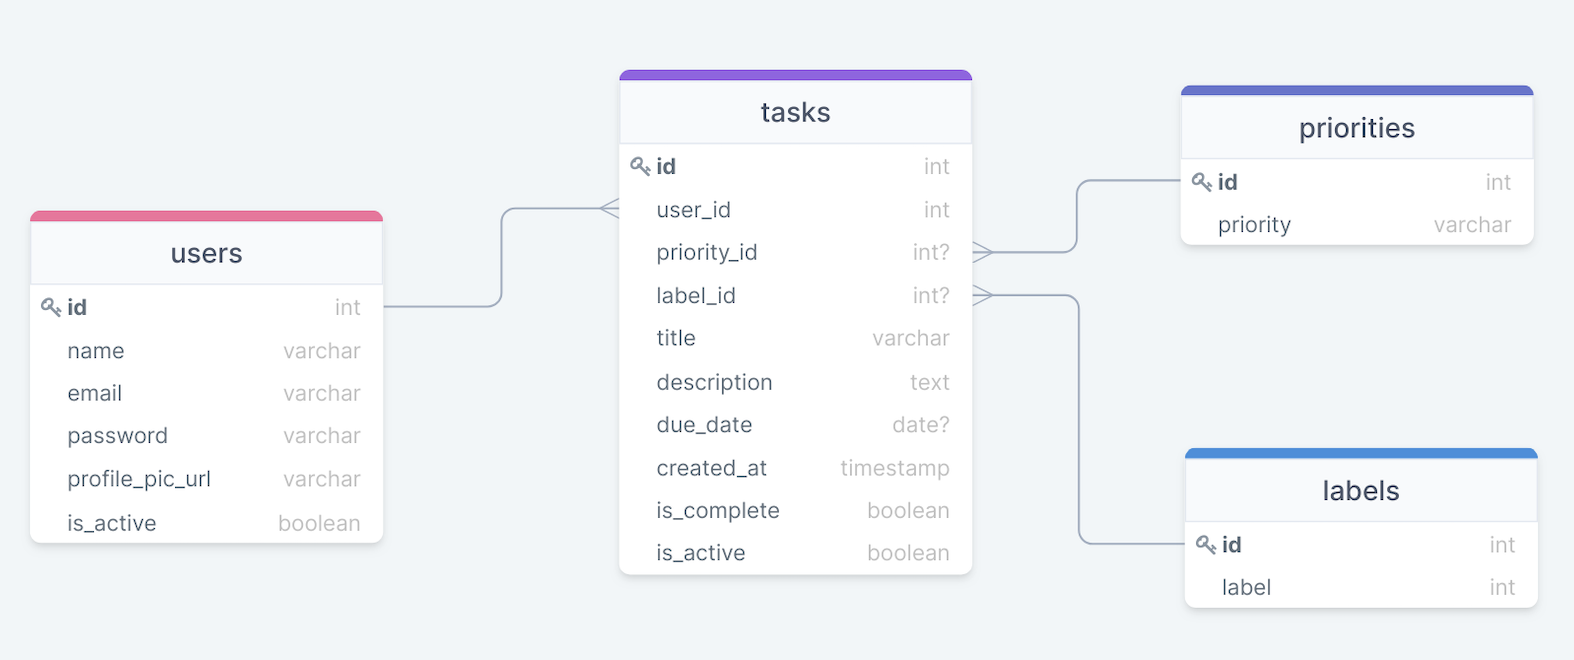 users
id int
name varchar
email varchar
password varchar
profile_pic_url varchar
is_active boolean
tasks
id int
user_id int
priority_id int?
label_id int?
title varchar
description text
due_date date?
created_at timestamp
is_complete boolean
is_active boolean
priorities
id int
priority varchar
labels
id int
label int